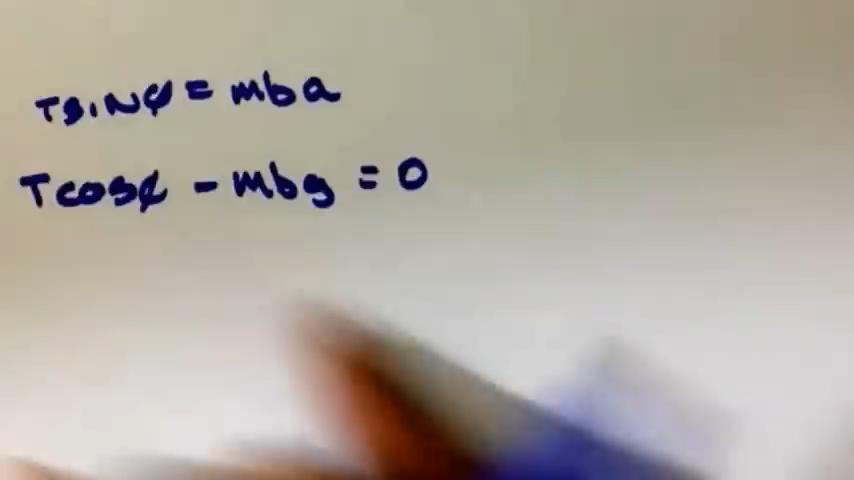 TsinΦ = mba
TcosΦ - mbg = 0